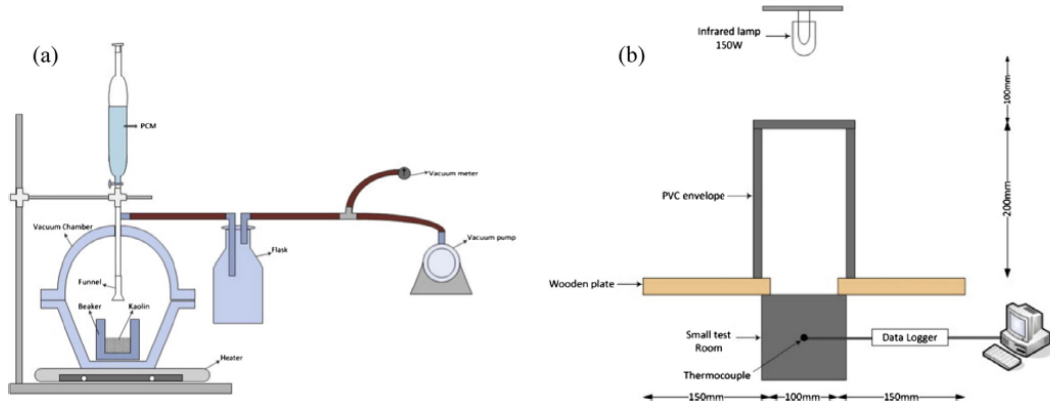 (a)
PCM
Vacuum meter
Vacuum Chamber
Flask
Vacuum pump
Funnel
Beaker
Kaolin
Heater
(b)
Infrared lamp
150W
100mm
PVC envelope
200mm
Wooden plate
Small test
Room
Data Logger
Thermocouple
150mm
100mm
150mm